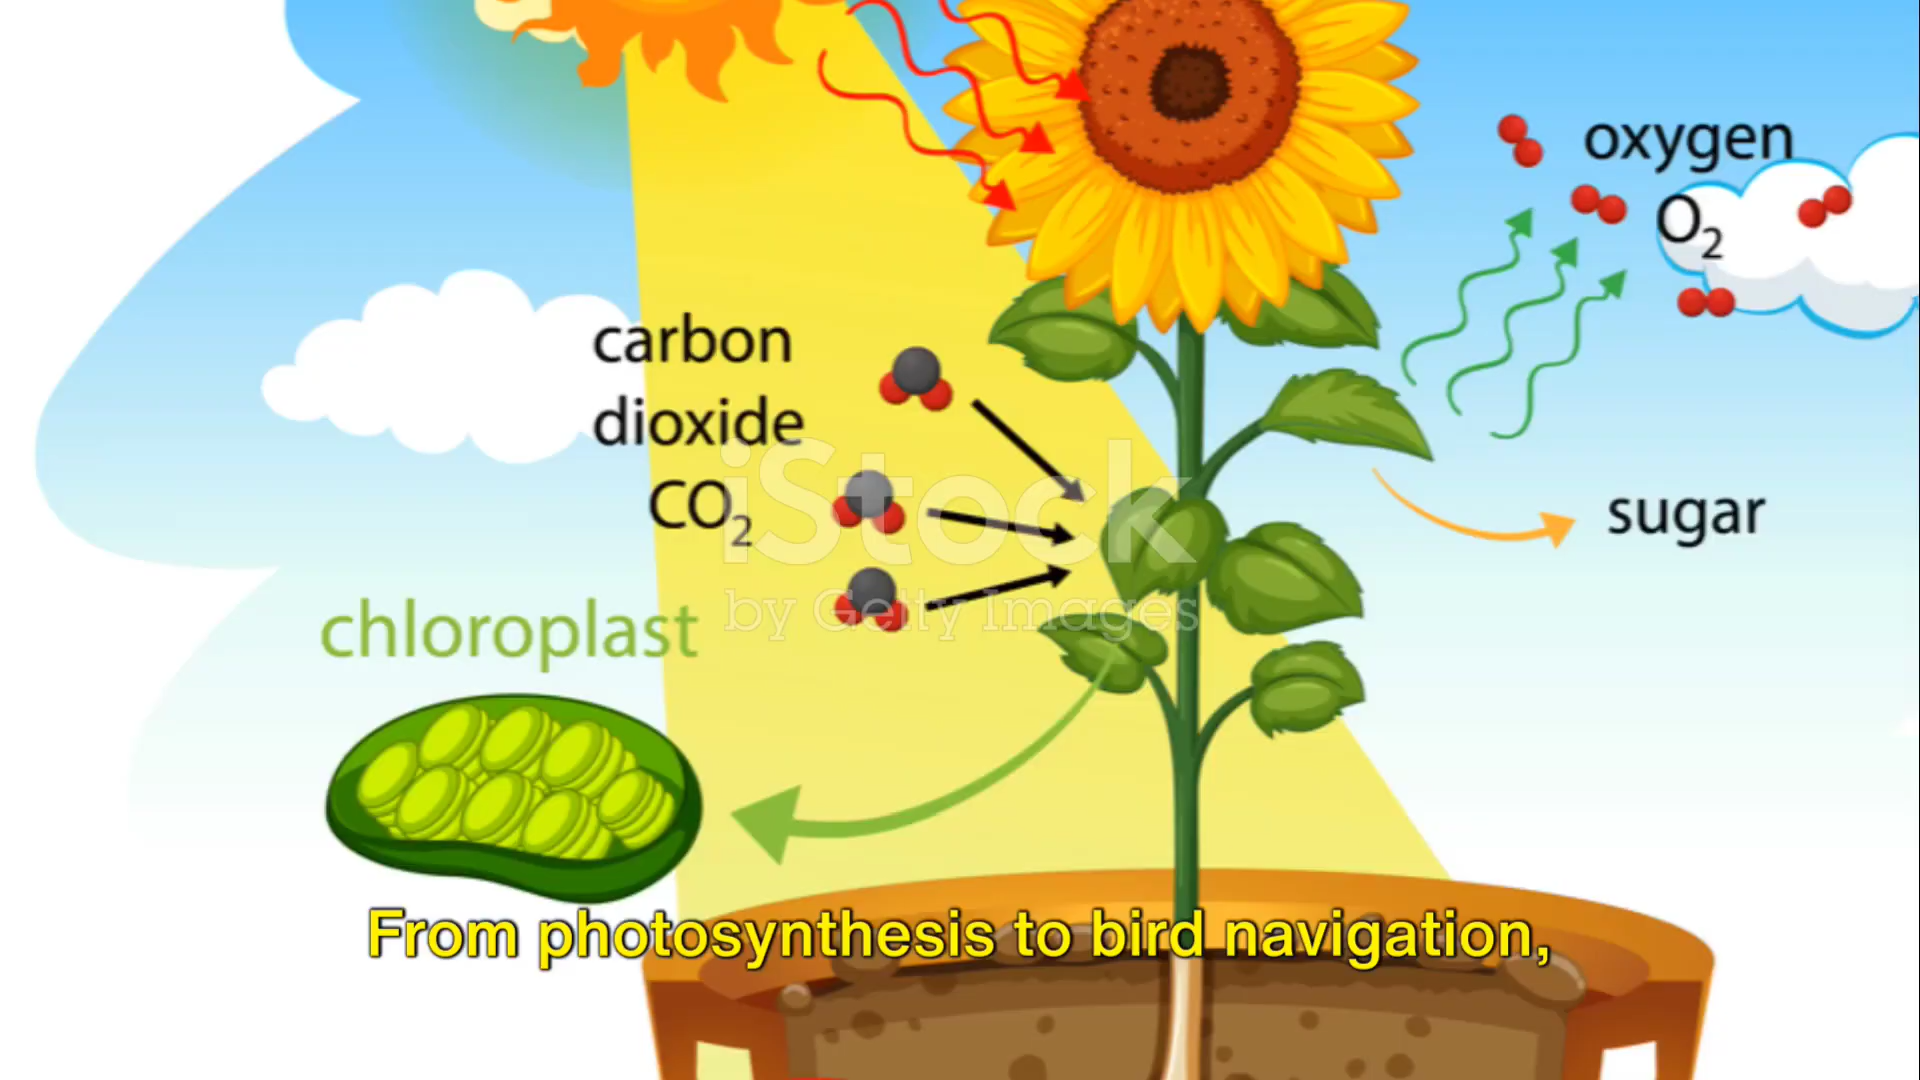 oxygen
O₂
carbon
dioxide
CO₂
iStock
by Getty Images
sugar
chloroplast
From photosynthesis to bird navigation,